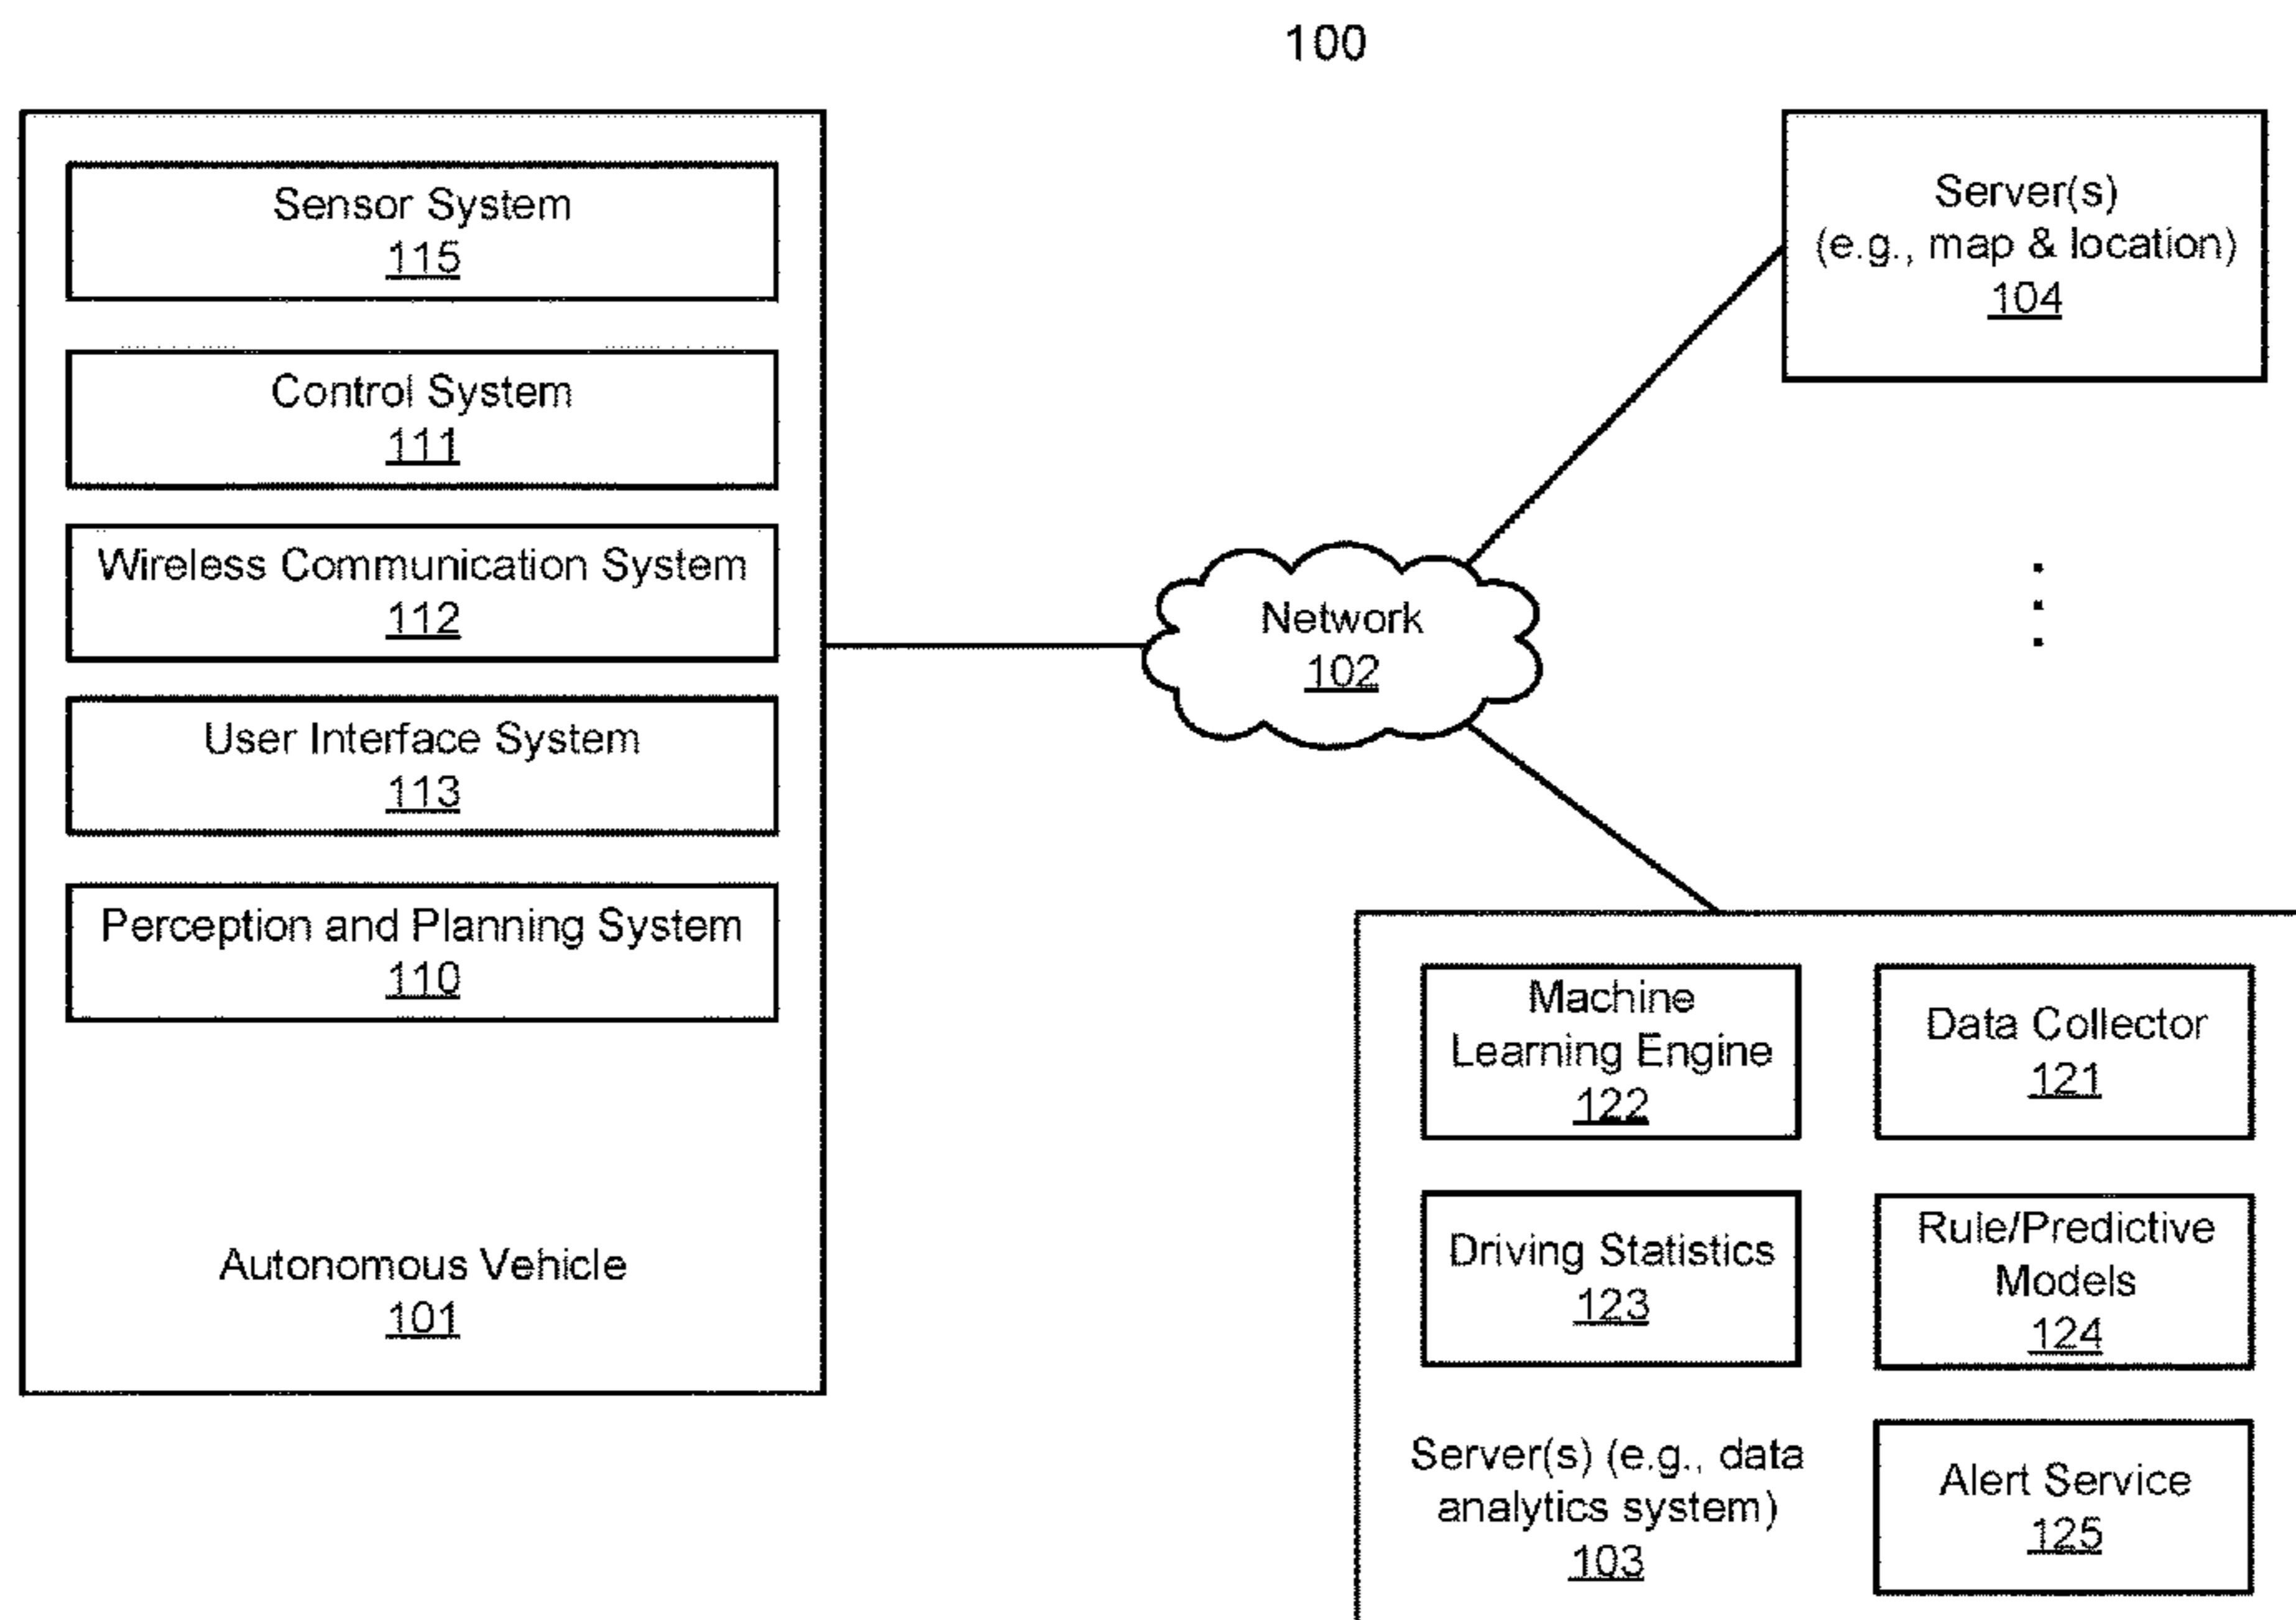 100
Sensor System
115
Control System
111
Wireless Communication System
112
User Interface System
113
Perception and Planning System
110
Autonomous Vehicle
101
Network
102
Server(s)
(e.g., map & location)
104
Machine
Learning Engine
122
Data Collector
121
Driving Statistics
123
Rule/Predictive
Models
124
Server(s) (e.g., data
analytics system)
103
Alert Service
125